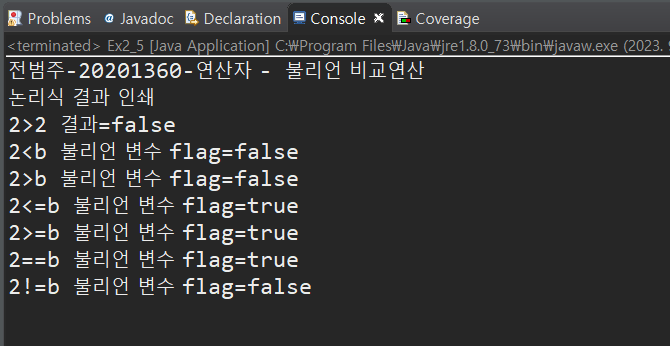 Problems Javadoc Declaration Console Coverage
<terminated> Ex2_5 [Java Application] C:₩Program Files₩Java₩jre1.8.0_73₩bin₩javaw.exe (2023. 9
전범주-20201360-연산자 - 불리언 비교연산
논리식 결과 인쇄
2>2 결과=false
2<b 불리언 변수 flag=false
2>b 불리언 변수 flag=false
2<=b 불리언 변수 flag=true
2>=b 불리언 변수 flag=true
2==b 불리언 변수 flag=true
2!=b 불리언 변수 flag=false